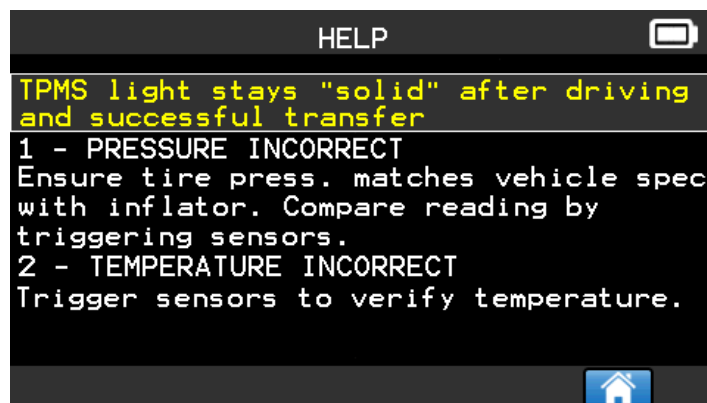 HELP
TPMS light stays "solid" after driving
and successful transfer
1 - PRESSURE INCORRECT
Ensure tire press. matches vehicle spec
with inflator. Compare reading by
triggering sensors.
2 - TEMPERATURE INCORRECT
Trigger sensors to verify temperature.